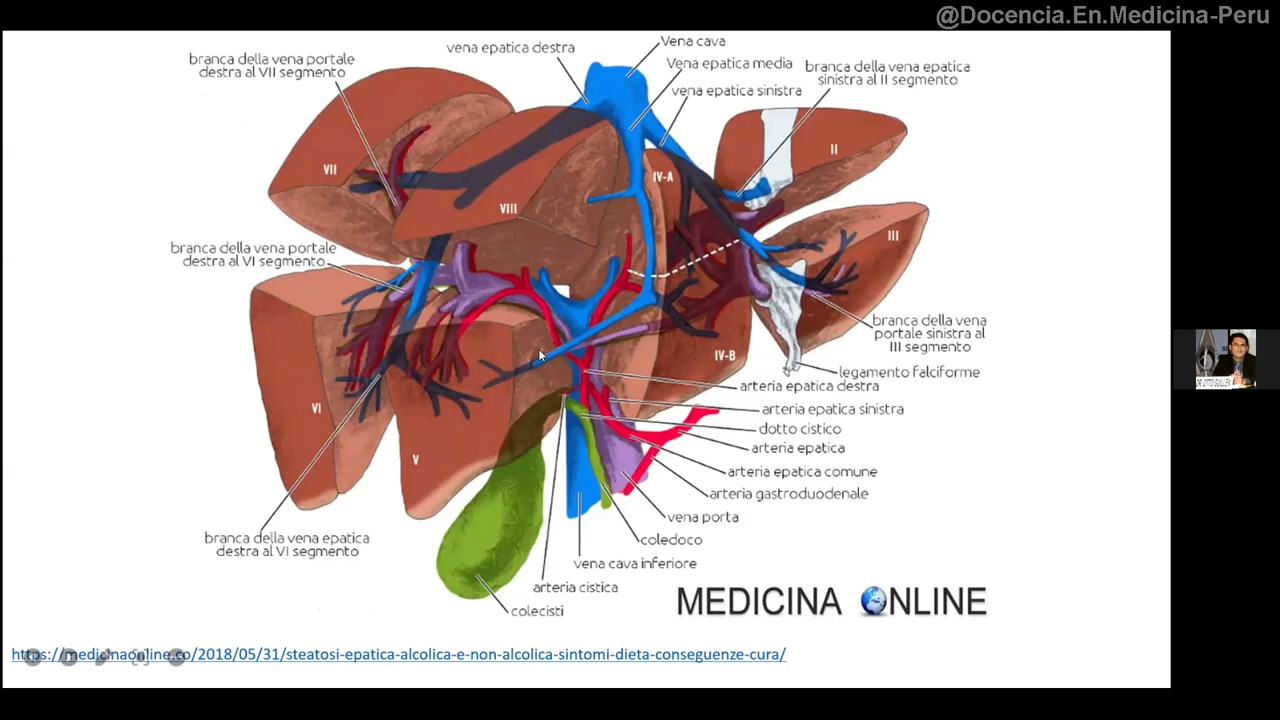 @Docencia.En.Medicina-Peru
branca della vena portale
destra al VII segmento
vena epatica destra
Vena cava
Vena epatica media
vena epatica sinistra
branca della vena epatica
sinistra al II segmento
VII
VIII
IV-A
II
III
branca della vena portale
destra al VI segmento
branca della vena
portale sinistra al
III segmento
IV-B
legamento falciforme
arteria epatica destra
VI
V
arteria epatica sinistra
dotto cistico
arteria epatica
arteria epatica comune
arteria gastroduodenale
vena porta
coledoco
branca della vena epatica
destra al VI segmento
vena cava inferiore
arteria cistica
colecisti
MEDICINA ONLINE
https://medicinaonline.co/2018/05/31/steatosi-epatica-alcolica-e-non-alcolica-sintomi-dieta-conseguenze-cura/
DR. OTTO GUILLEN